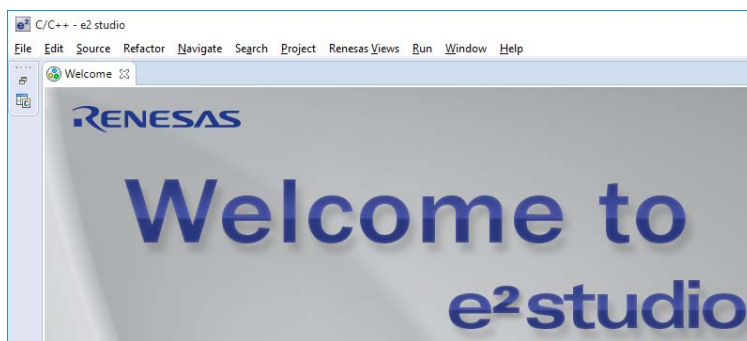 e² C/C++ - e2 studio
File Edit Source Refactor Navigate Search Project Renesas Views Run Window Help
Welcome
RENESAS
Welcome to
e²studio